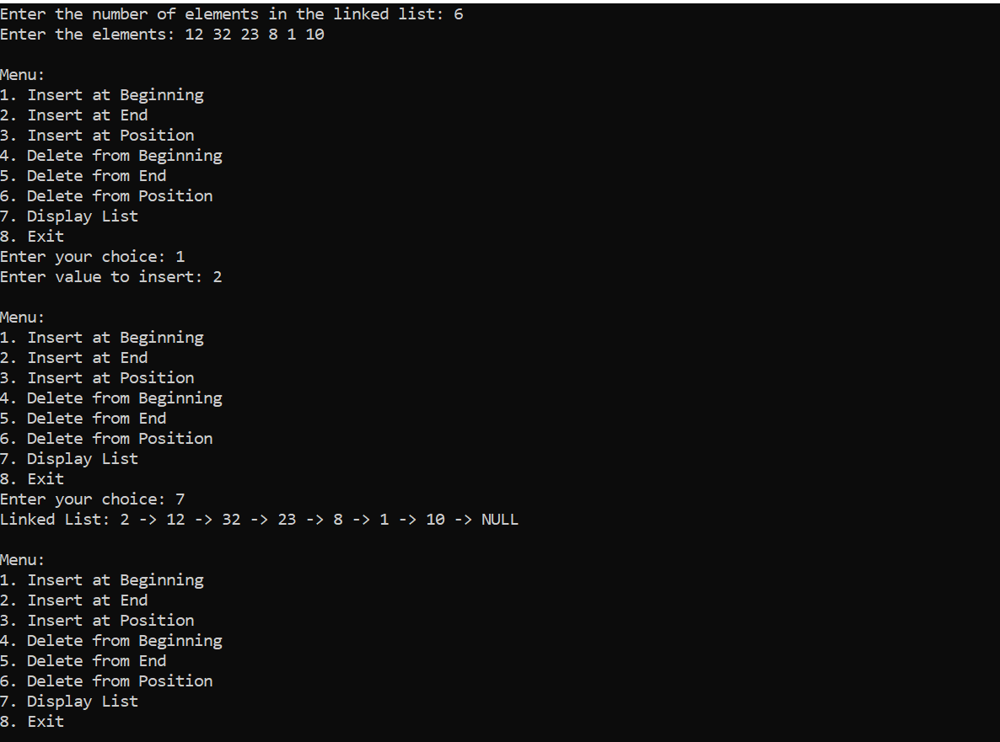 Enter the number of elements in the linked list: 6
Enter the elements: 12 32 23 8 1 10
Menu:
1. Insert at Beginning
2. Insert at End
3. Insert at Position
4. Delete from Beginning
5. Delete from End
6. Delete from Position
7. Display List
8. Exit
Enter your choice: 1
Enter value to insert: 2
Menu:
1. Insert at Beginning
2. Insert at End
3. Insert at Position
4. Delete from Beginning
5. Delete from End
6. Delete from Position
7. Display List
8. Exit
Enter your choice: 7
Linked List: 2 -> 12 -> 32 -> 23 -> 8 -> 1 -> 10 -> NULL
Menu:
1. Insert at Beginning
2. Insert at End
3. Insert at Position
4. Delete from Beginning
5. Delete from End
6. Delete from Position
7. Display List
8. Exit